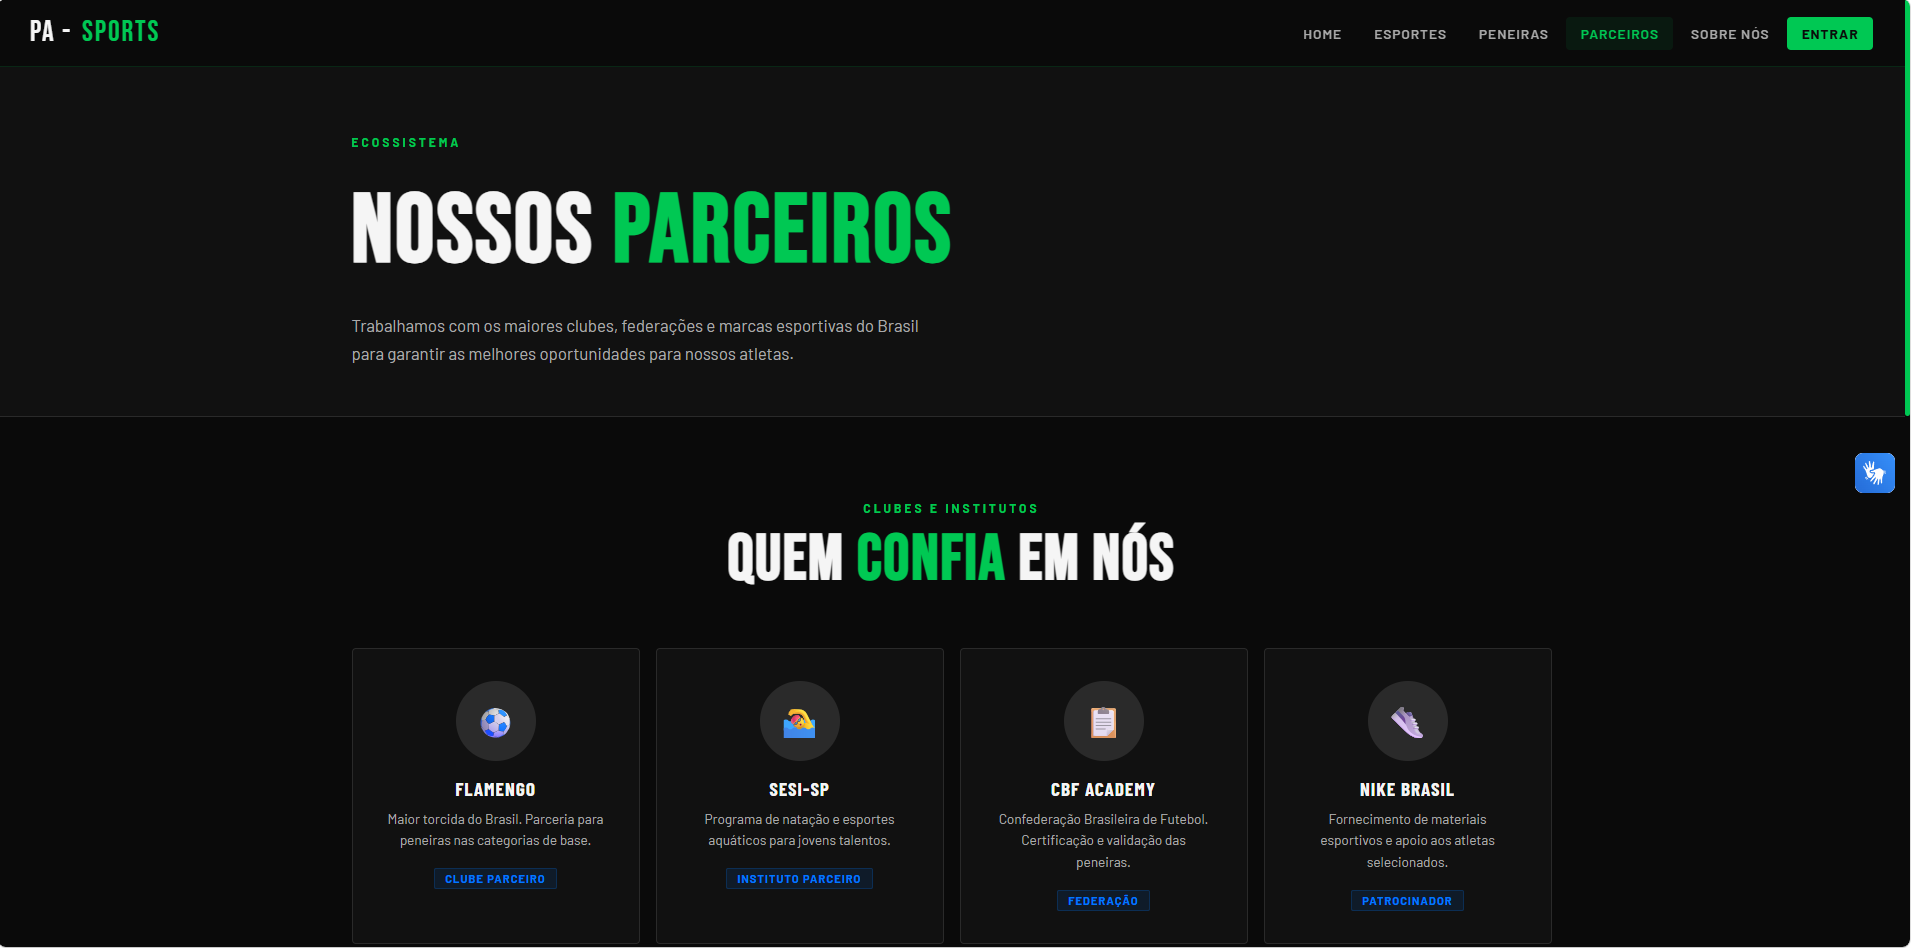 PA - SPORTS
HOME ESPORTES PENEIRAS PARCEIROS SOBRE NÓS ENTRAR
ECOSSISTEMA
NOSSOS PARCEIROS
Trabalhamos com os maiores clubes, federações e marcas esportivas do Brasil
para garantir as melhores oportunidades para nossos atletas.
CLUBES E INSTITUTOS
QUEM CONFIA EM NÓS
FLAMENGO
Maior torcida do Brasil. Parceria para
peneiras nas categorias de base.
CLUBE PARCEIRO
SESI-SP
Programa de natação e esportes
aquáticos para jovens talentos.
INSTITUTO PARCEIRO
CBF ACADEMY
Confederação Brasileira de Futebol.
Certificação e validação das
peneiras.
FEDERAÇÃO
NIKE BRASIL
Fornecimento de materiais
esportivos e apoio aos atletas
selecionados.
PATROCINADOR